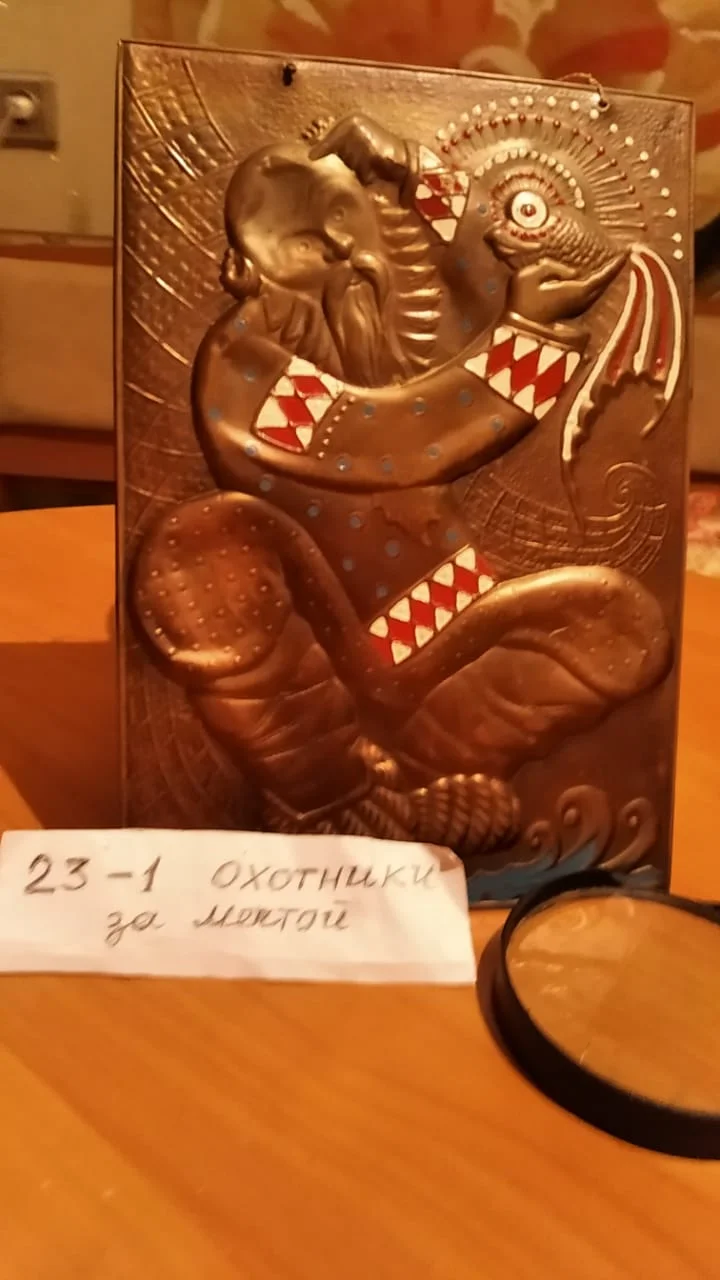 23-1 охотники
за мечтой